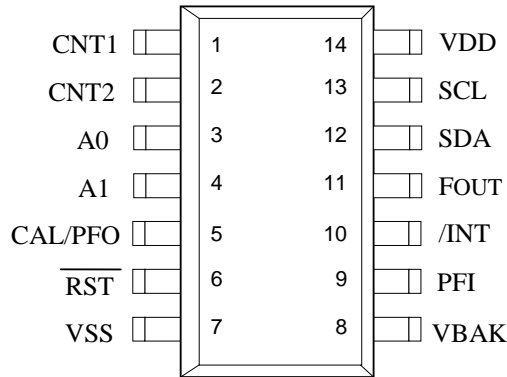 CNT1 1 14 VDD
CNT2 2 13 SCL
A0 3 12 SDA
A1 4 11 FOUT
CAL/PFO 5 10 /INT
RST 6 9 PFI
VSS 7 8 VBAK